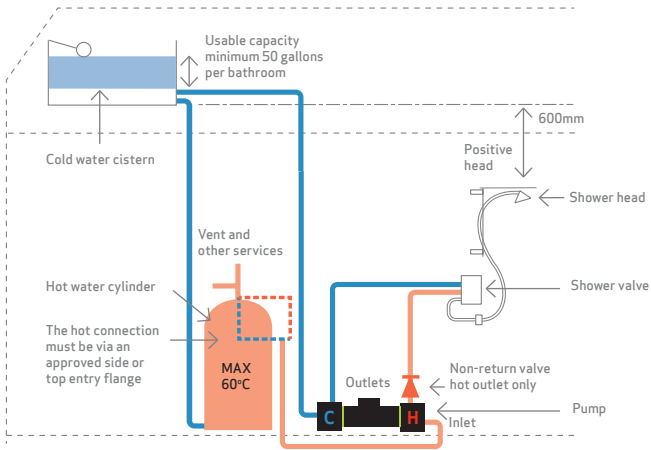 Usable capacity
minimum 50 gallons
per bathroom
600mm
Positive
head
Cold water cistern
Shower head
Vent and
other services
Hot water cylinder
Shower valve
The hot connection
must be via an
approved side or
top entry flange
MAX
60°C
Outlets
Non-return valve
hot outlet only
C
H
Inlet
Pump